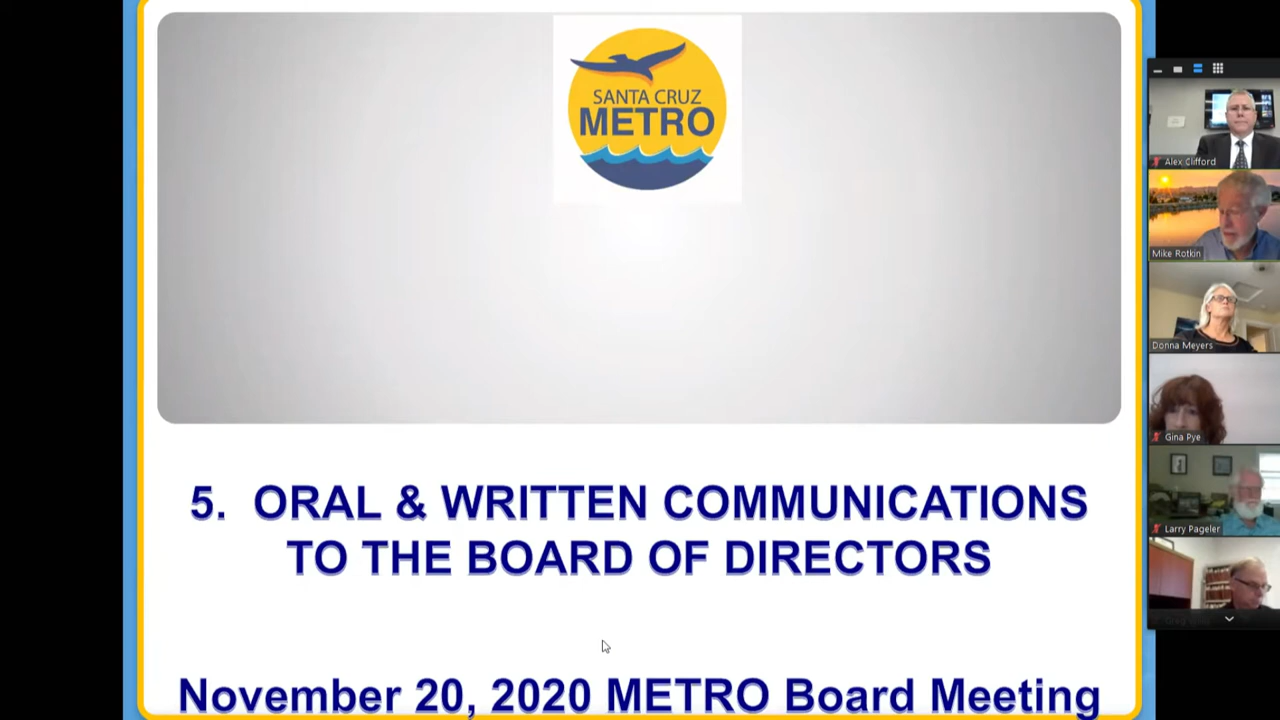 SANTA CRUZ
METRO
5. ORAL & WRITTEN COMMUNICATIONS
TO THE BOARD OF DIRECTORS
November 20, 2020 METRO Board Meeting
Alex Clifford
Mike Rotkin
Donna Meyers
Gina Pye
Larry Pageler